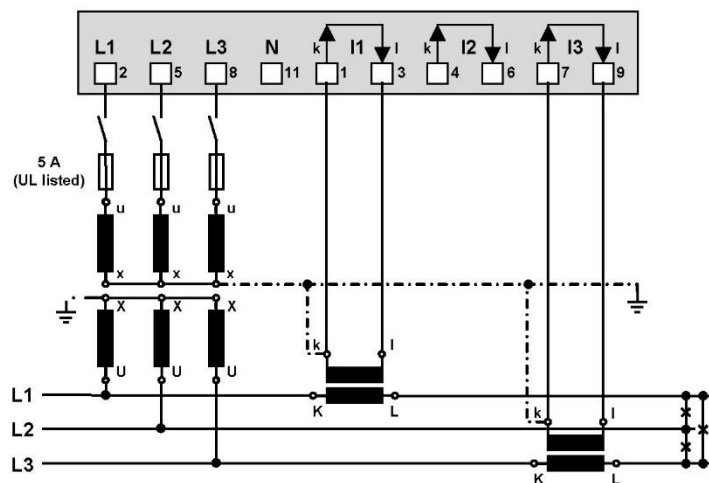 L1 L2 L3 N k I1 l k I2 l k I3 l
2 5 8 11 1 3 4 6 7 9
5 A
(UL listed)
u u u
x x x
X X X
k l
U U U
L1
K L
k l
L2
L3
K L